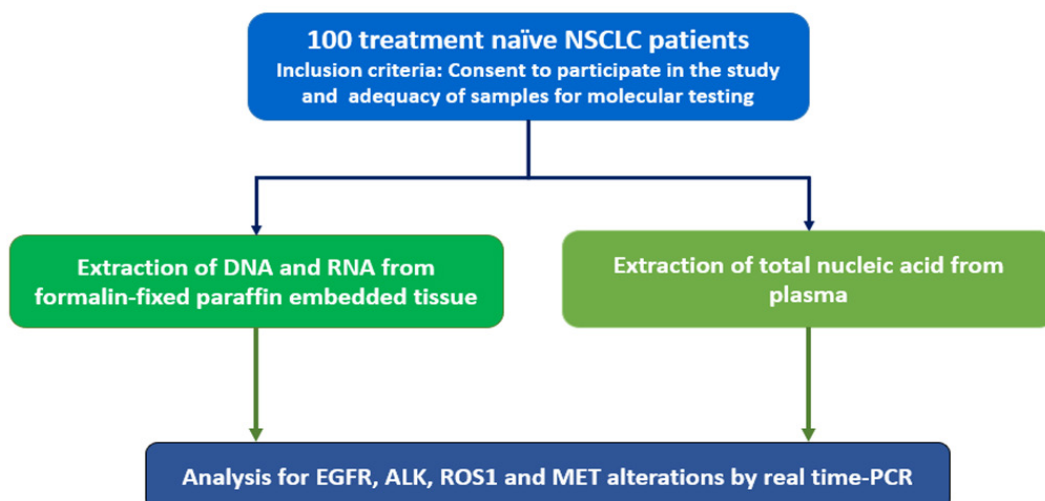 100 treatment naïve NSCLC patients
Inclusion criteria: Consent to participate in the study
and adequacy of samples for molecular testing
Extraction of DNA and RNA from
formalin-fixed paraffin embedded tissue
Extraction of total nucleic acid from
plasma
Analysis for EGFR, ALK, ROS1 and MET alterations by real time-PCR